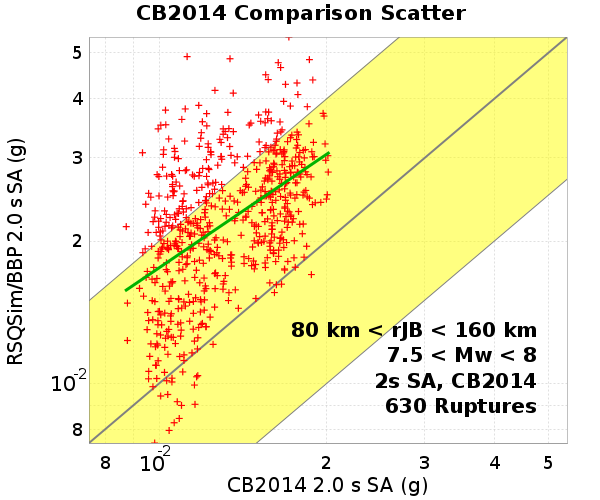 CB2014 Comparison Scatter
RSQSim/BBP 2.0 s SA (g)
5
4
3
2
10-2
8
80 km < rJB < 160 km
7.5 < Mw < 8
2s SA, CB2014
630 Ruptures
8 10-2 2 3 4 5
CB2014 2.0 s SA (g)